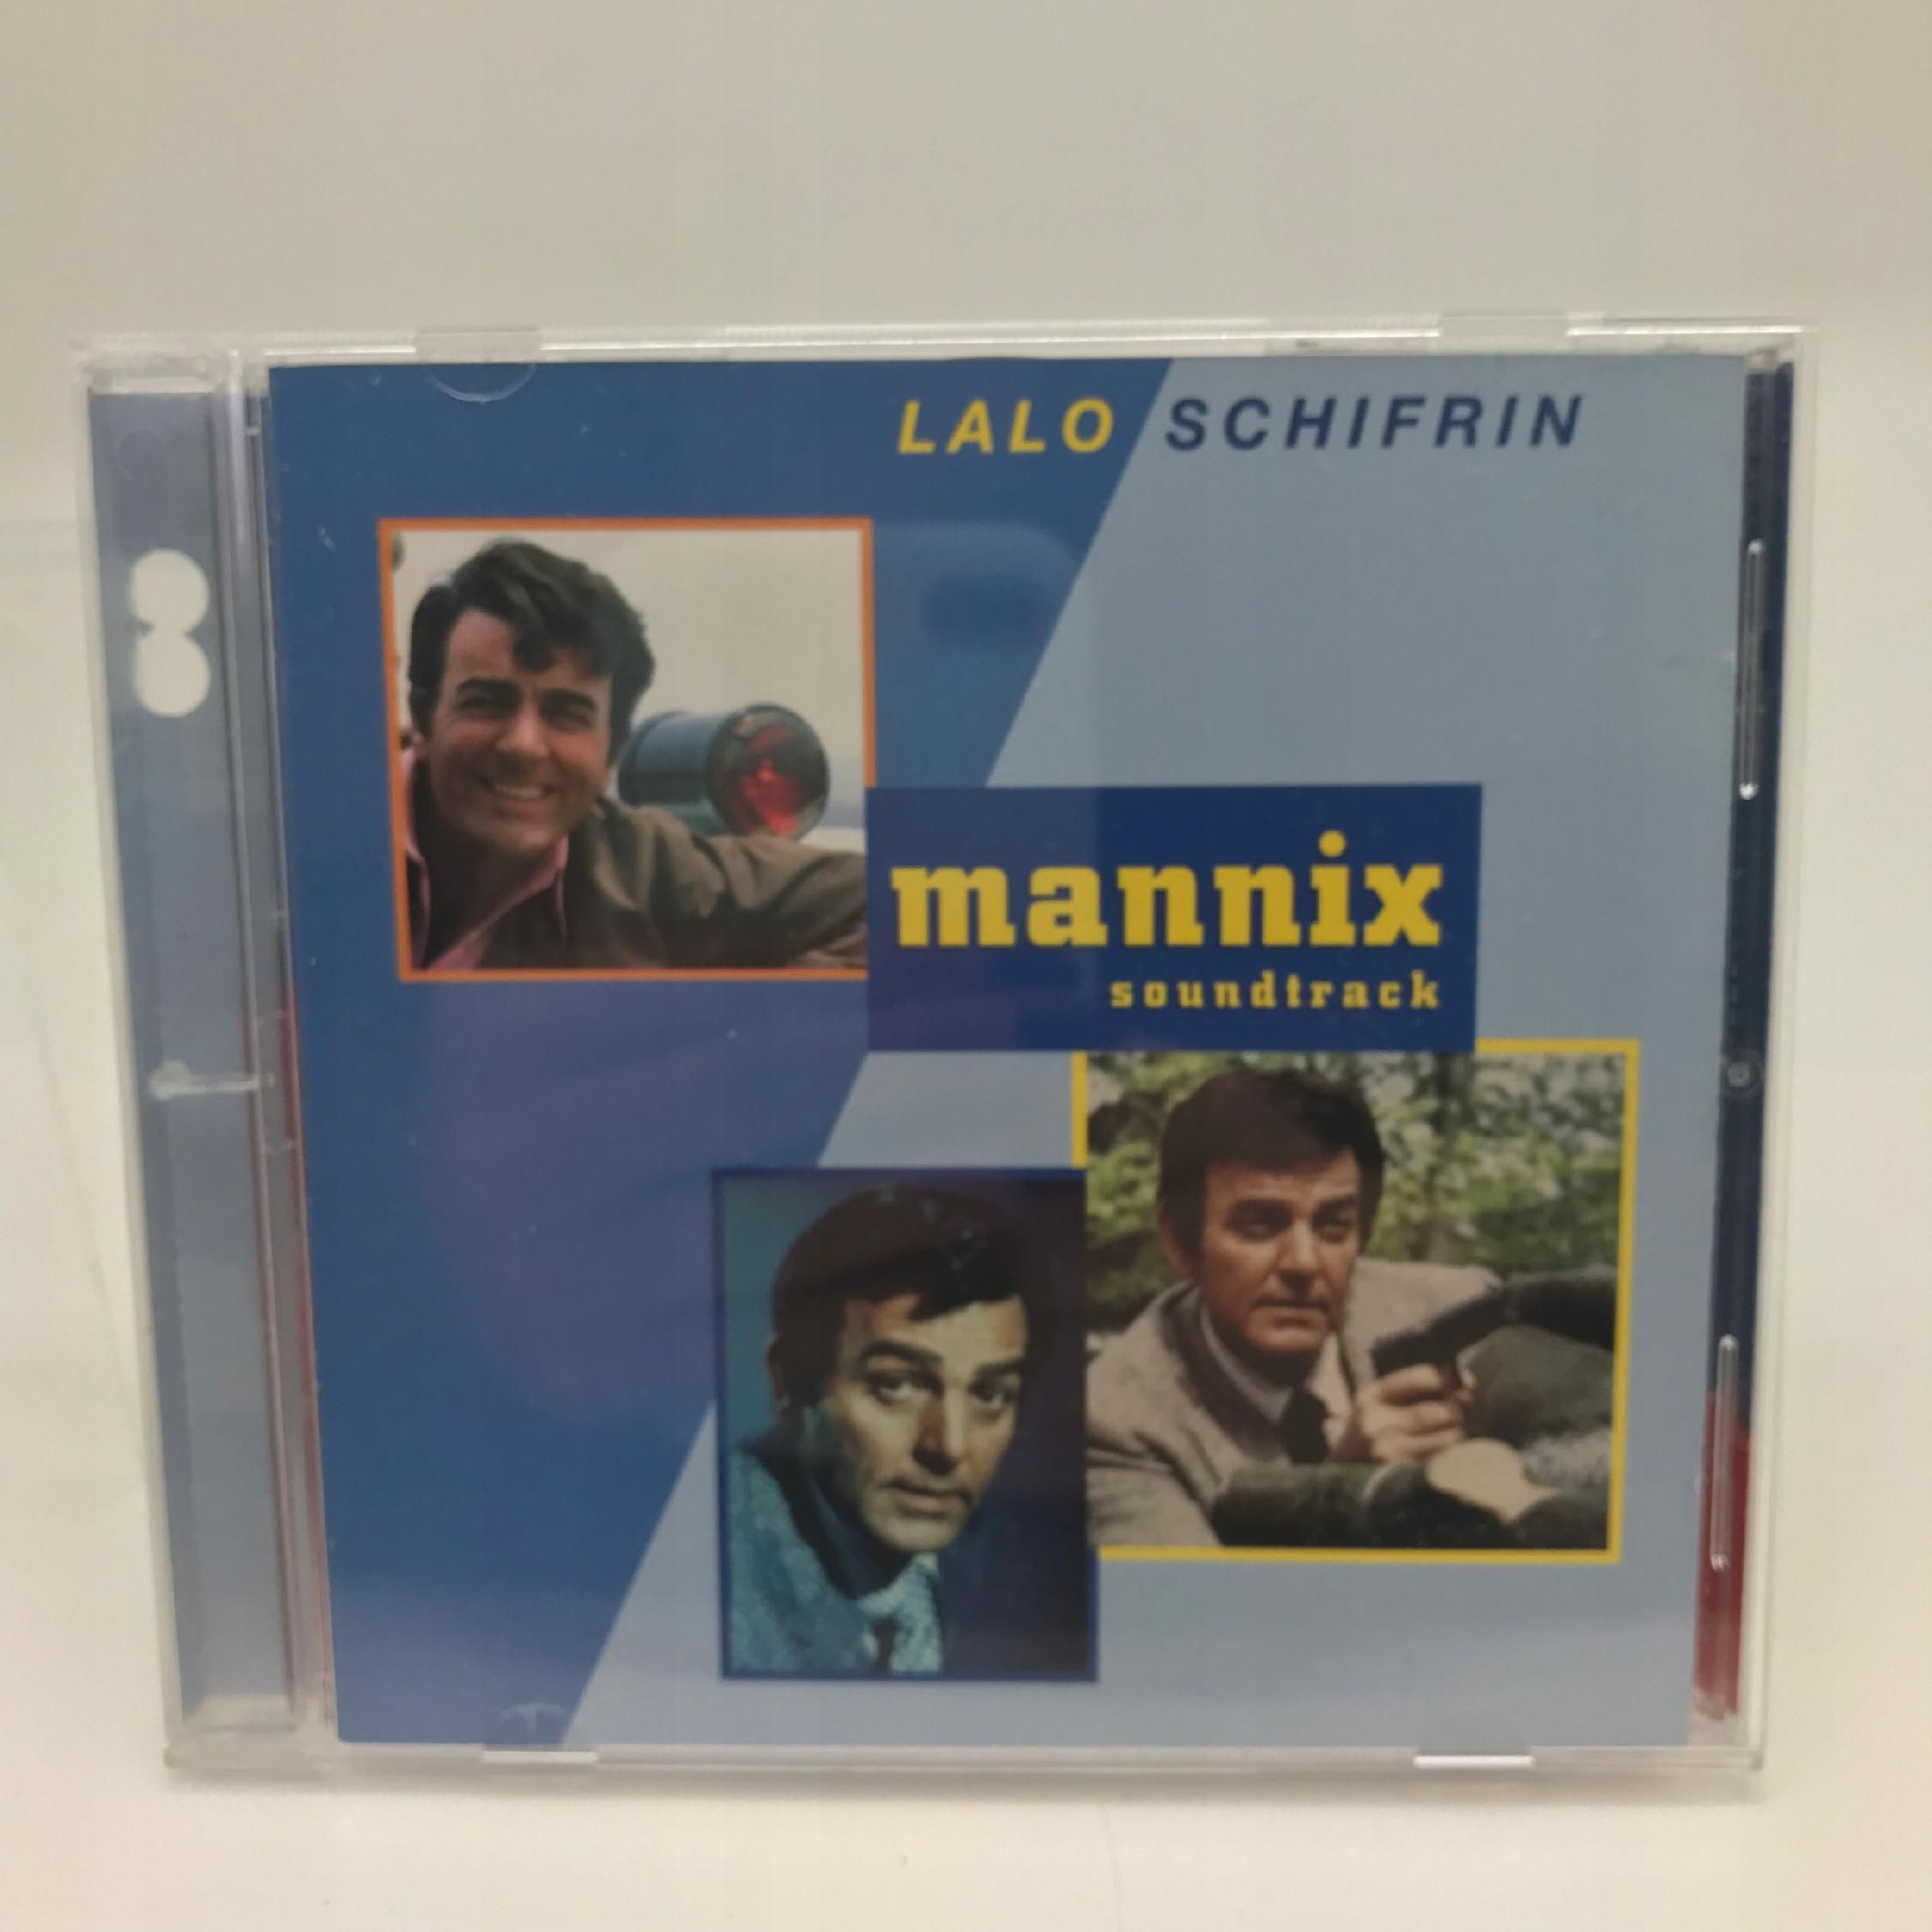 LALO SCHIFRIN
mannix
soundtrack